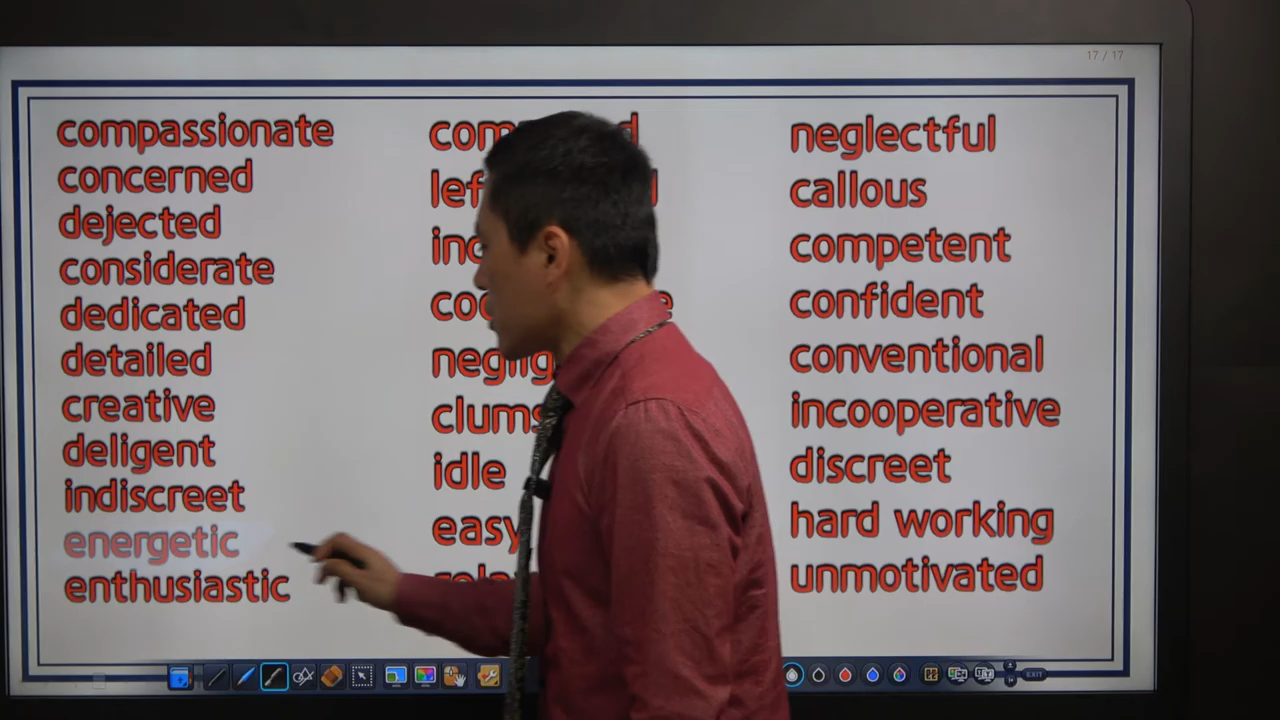 17 / 17
compassionate
concerned
dejected
considerate
dedicated
detailed
creative
deligent
indiscreet
energetic
enthusiastic
idle
neglectful
callous
competent
confident
conventional
incooperative
discreet
hard working
unmotivated
EXIT